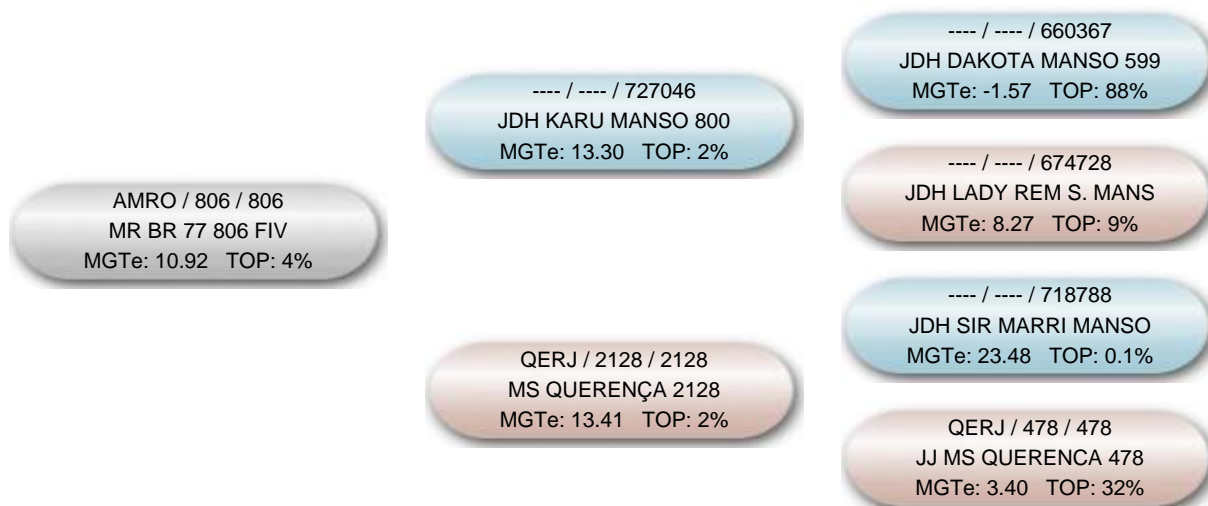 AMRO / 806 / 806
MR BR 77 806 FIV
MGTe: 10.92 TOP: 4%
---- / ---- / 727046
JDH KARU MANSO 800
MGTe: 13.30 TOP: 2%
QERJ / 2128 / 2128
MS QUERENÇA 2128
MGTe: 13.41 TOP: 2%
---- / ---- / 660367
JDH DAKOTA MANSO 599
MGTe: -1.57 TOP: 88%
---- / ---- / 674728
JDH LADY REM S. MANS
MGTe: 8.27 TOP: 9%
---- / ---- / 718788
JDH SIR MARRI MANSO
MGTe: 23.48 TOP: 0.1%
QERJ / 478 / 478
JJ MS QUERENCA 478
MGTe: 3.40 TOP: 32%